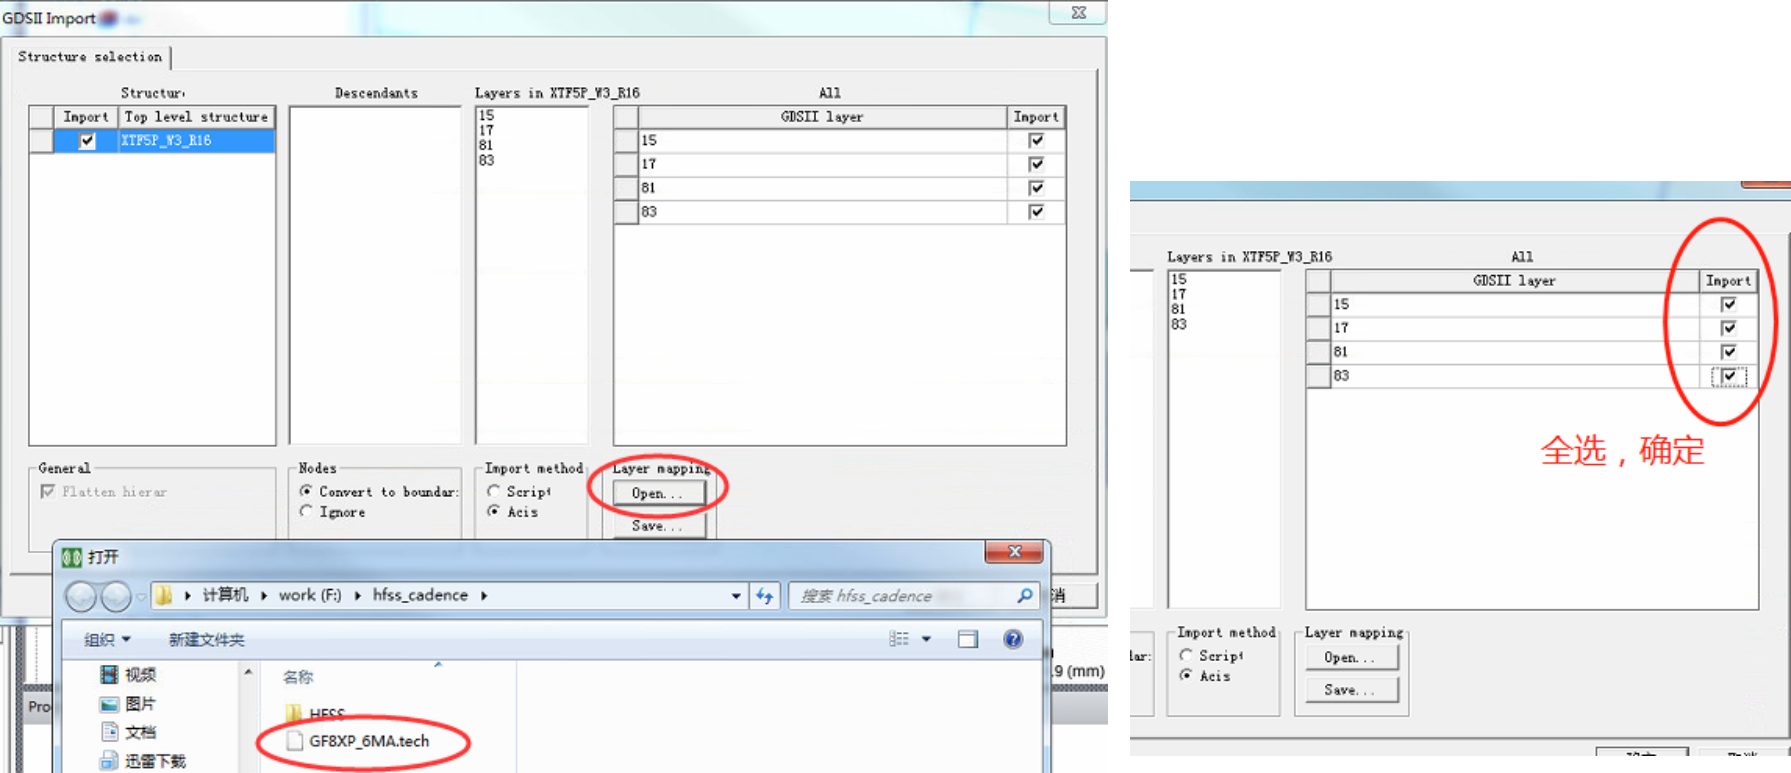 GDSII Import
Structure selection
Structur
Descendants
Layers in XTF5P_W3_R16
All
Import
Top level structure
XTF5P_W3_R16
15
17
81
83
GDSII layer
Import
15
17
81
83
General
Flatten hierar
Nodes
Convert to boundar:
Ignore
Import method
Script
Acis
Layer mapping
Open...
Save...
打开
计算机
work (F:)
hfss_cadence
搜索 hfss_cadence
消
组织
新建文件夹
视频
图片
文档
迅雷下载
名称
HFSS
GF8XP_6MA.tech
.9 (mm)
Pro
Layers in XTF5P_W3_R16
All
15
17
81
83
GDSII layer
Import
15
17
81
83
全选，确定
dar:
Import method
Script
Acis
Layer mapping
Open...
Save...